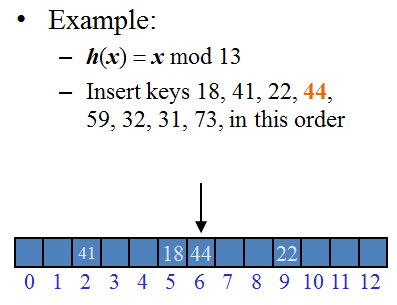 • Example:
– h(x) = x mod 13
– Insert keys 18, 41, 22, 44,
59, 32, 31, 73, in this order
41 18 44 22
0 1 2 3 4 5 6 7 8 9 10 11 12